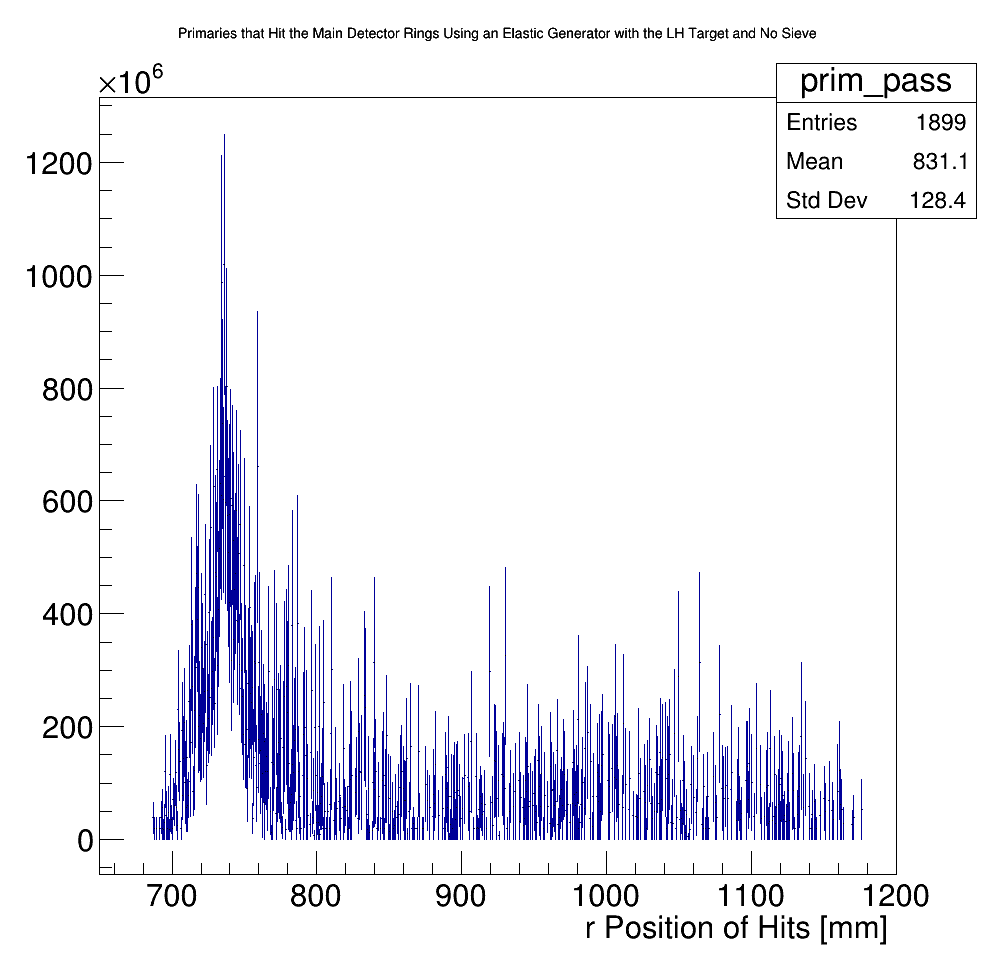 Primaries that Hit the Main Detector Rings Using an Elastic Generator with the LH Target and No Sieve
×10⁶
prim_pass
Entries 1899
Mean 831.1
Std Dev 128.4
1200
1000
800
600
400
200
0
700 800 900 1000 1100 1200
r Position of Hits [mm]